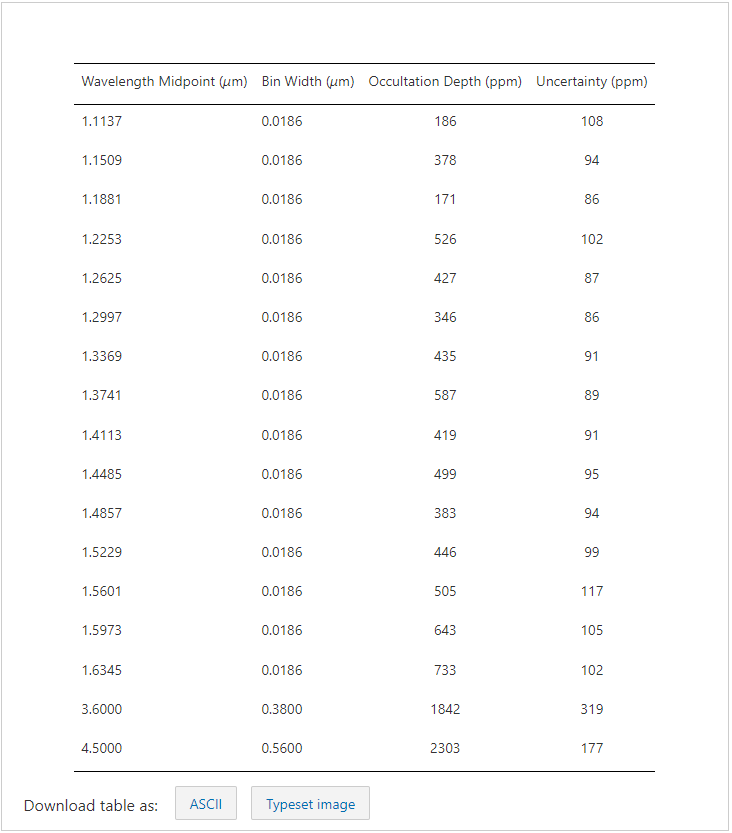 Wavelength Midpoint (μm) Bin Width (μm) Occultation Depth (ppm) Uncertainty (ppm)
1.1137 0.0186 186 108
1.1509 0.0186 378 94
1.1881 0.0186 171 86
1.2253 0.0186 526 102
1.2625 0.0186 427 87
1.2997 0.0186 346 86
1.3369 0.0186 435 91
1.3741 0.0186 587 89
1.4113 0.0186 419 91
1.4485 0.0186 499 95
1.4857 0.0186 383 94
1.5229 0.0186 446 99
1.5601 0.0186 505 117
1.5973 0.0186 643 105
1.6345 0.0186 733 102
3.6000 0.3800 1842 319
4.5000 0.5600 2303 177
Download table as: ASCII Typeset image